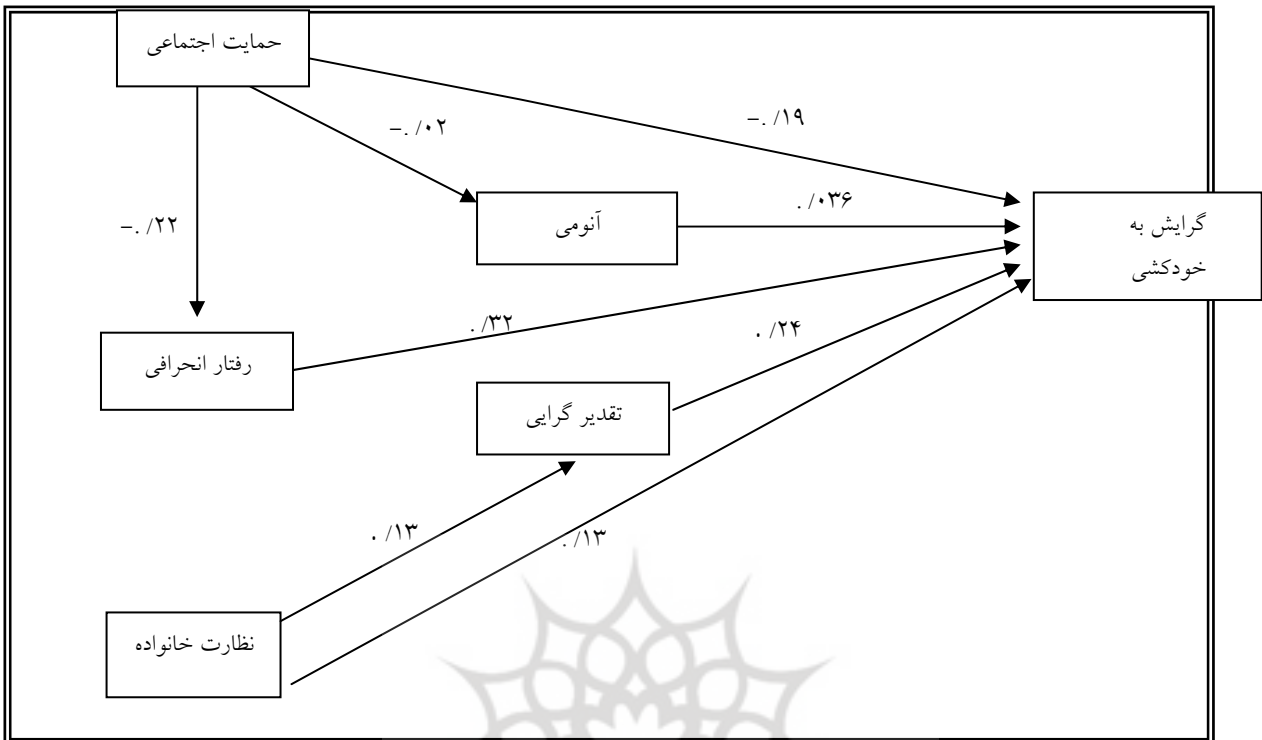 حمایت اجتماعی
-۰/۱۹
-۰/۰۲
۰/۰۳۶
آنومی
گرایش به
خودکشی
-۰/۲۲
۰/۳۲
۰/۲۴
رفتار انحرافی
تقدیر گرایی
۰/۱۳
۰/۱۳
نظارت خانواده